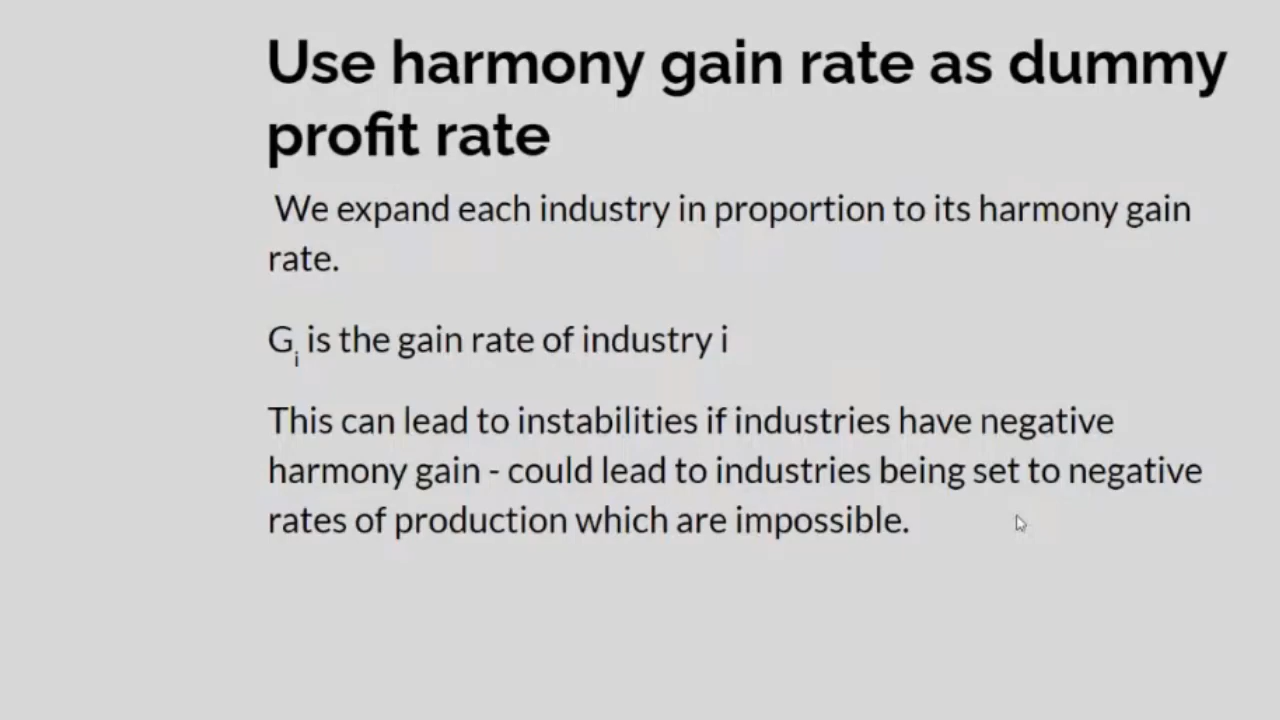 Use harmony gain rate as dummy
profit rate
We expand each industry in proportion to its harmony gain
rate.
Gᵢ is the gain rate of industry i
This can lead to instabilities if industries have negative
harmony gain - could lead to industries being set to negative
rates of production which are impossible.